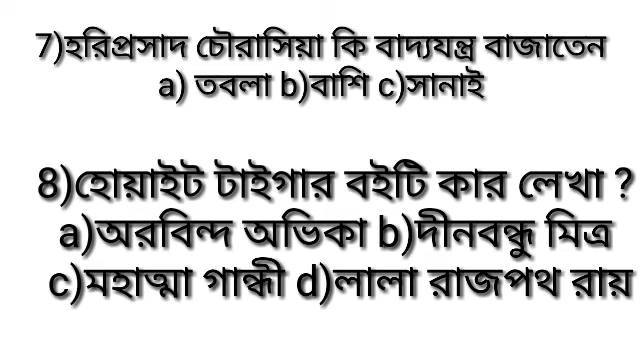 7)হরিপ্রসাদ চৌরাসিয়া কি বাদ্যযন্ত্র বাজাতেন
a) তবলা b)বাশি c)সানাই
8)হোয়াইট টাইগার বইটি কার লেখা ?
a)অরবিন্দ অভিকা b)দীনবন্ধু মিত্র
c)মহাত্মা গান্ধী d)লালা রাজপথ রায়